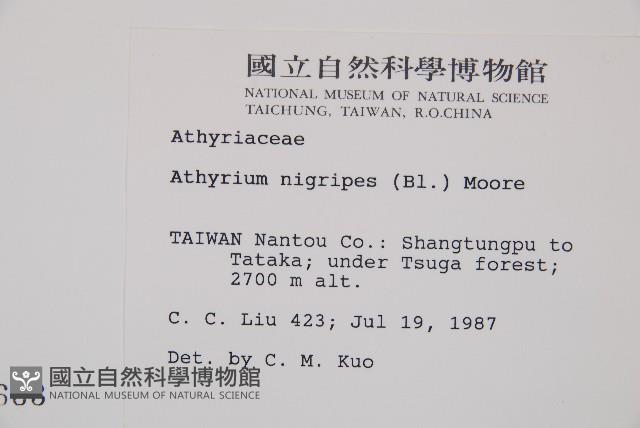 國立自然科學博物館
NATIONAL MUSEUM OF NATURAL SCIENCE
TAICHUNG, TAIWAN, R.O.CHINA
Athyriaceae
Athyrium nigripes (Bl.) Moore
TAIWAN Nantou Co.: Shangtungpu to
Tataka; under Tsuga forest;
2700 m alt.
C. C. Liu 423; Jul 19, 1987
Det. by C. M. Kuo
國立自然科學博物館
NATIONAL MUSEUM OF NATURAL SCIENCE